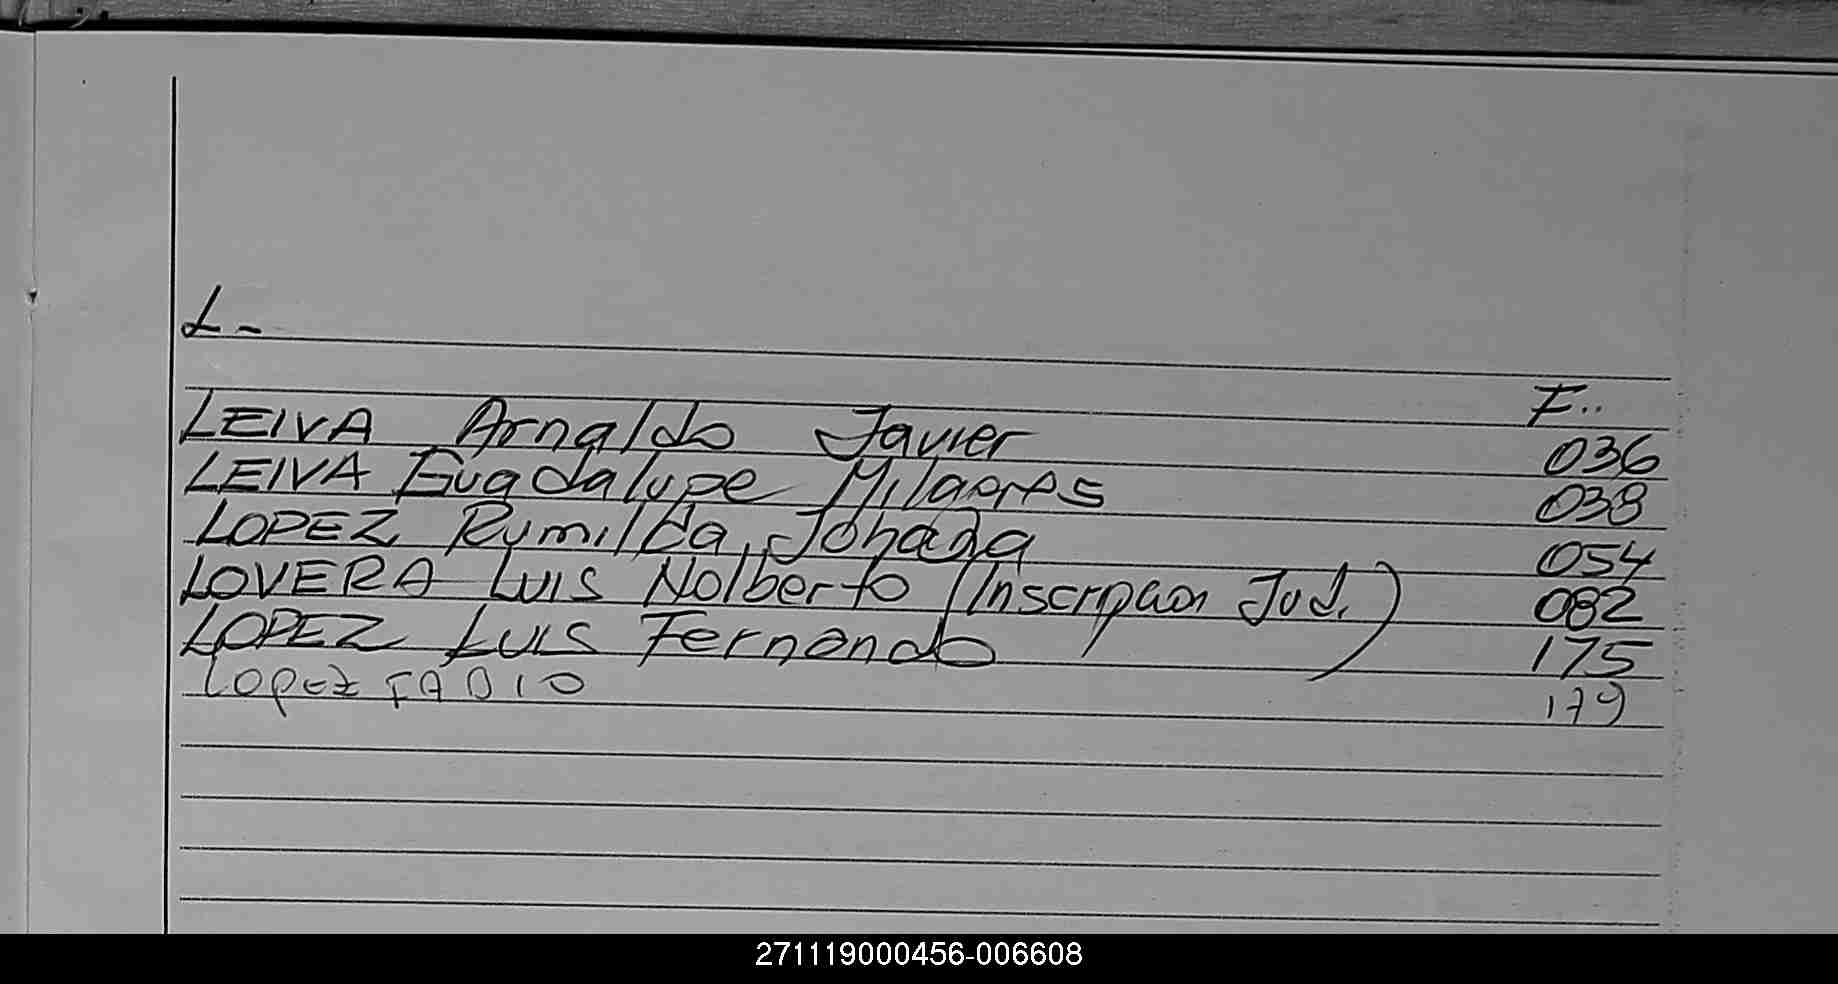 L-
F..
LEIVA Arnaldo Javier 036
LEIVA Guadalupe Milagros 038
LOPEZ Rumilda, Johana 054
LOVERA LUIS Nolberto (Inscripcion Jud.) 082
LOPEZ LUIS Fernando 175
Lopez FABIO 179
271119000456-006608